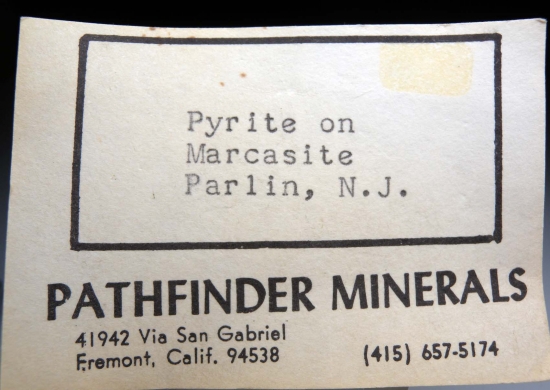 Pyrite on
Marcasite
Parlin, N.J.
PATHFINDER MINERALS
41942 Via San Gabriel
Fremont, Calif. 94538
(415) 657-5174